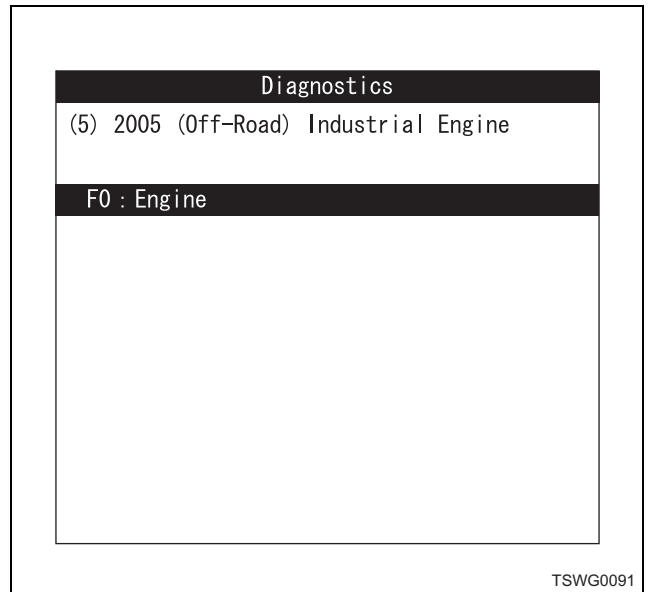 Diagnostics
(5) 2005 (Off-Road) Industrial Engine
F0 : Engine
TSWG0091